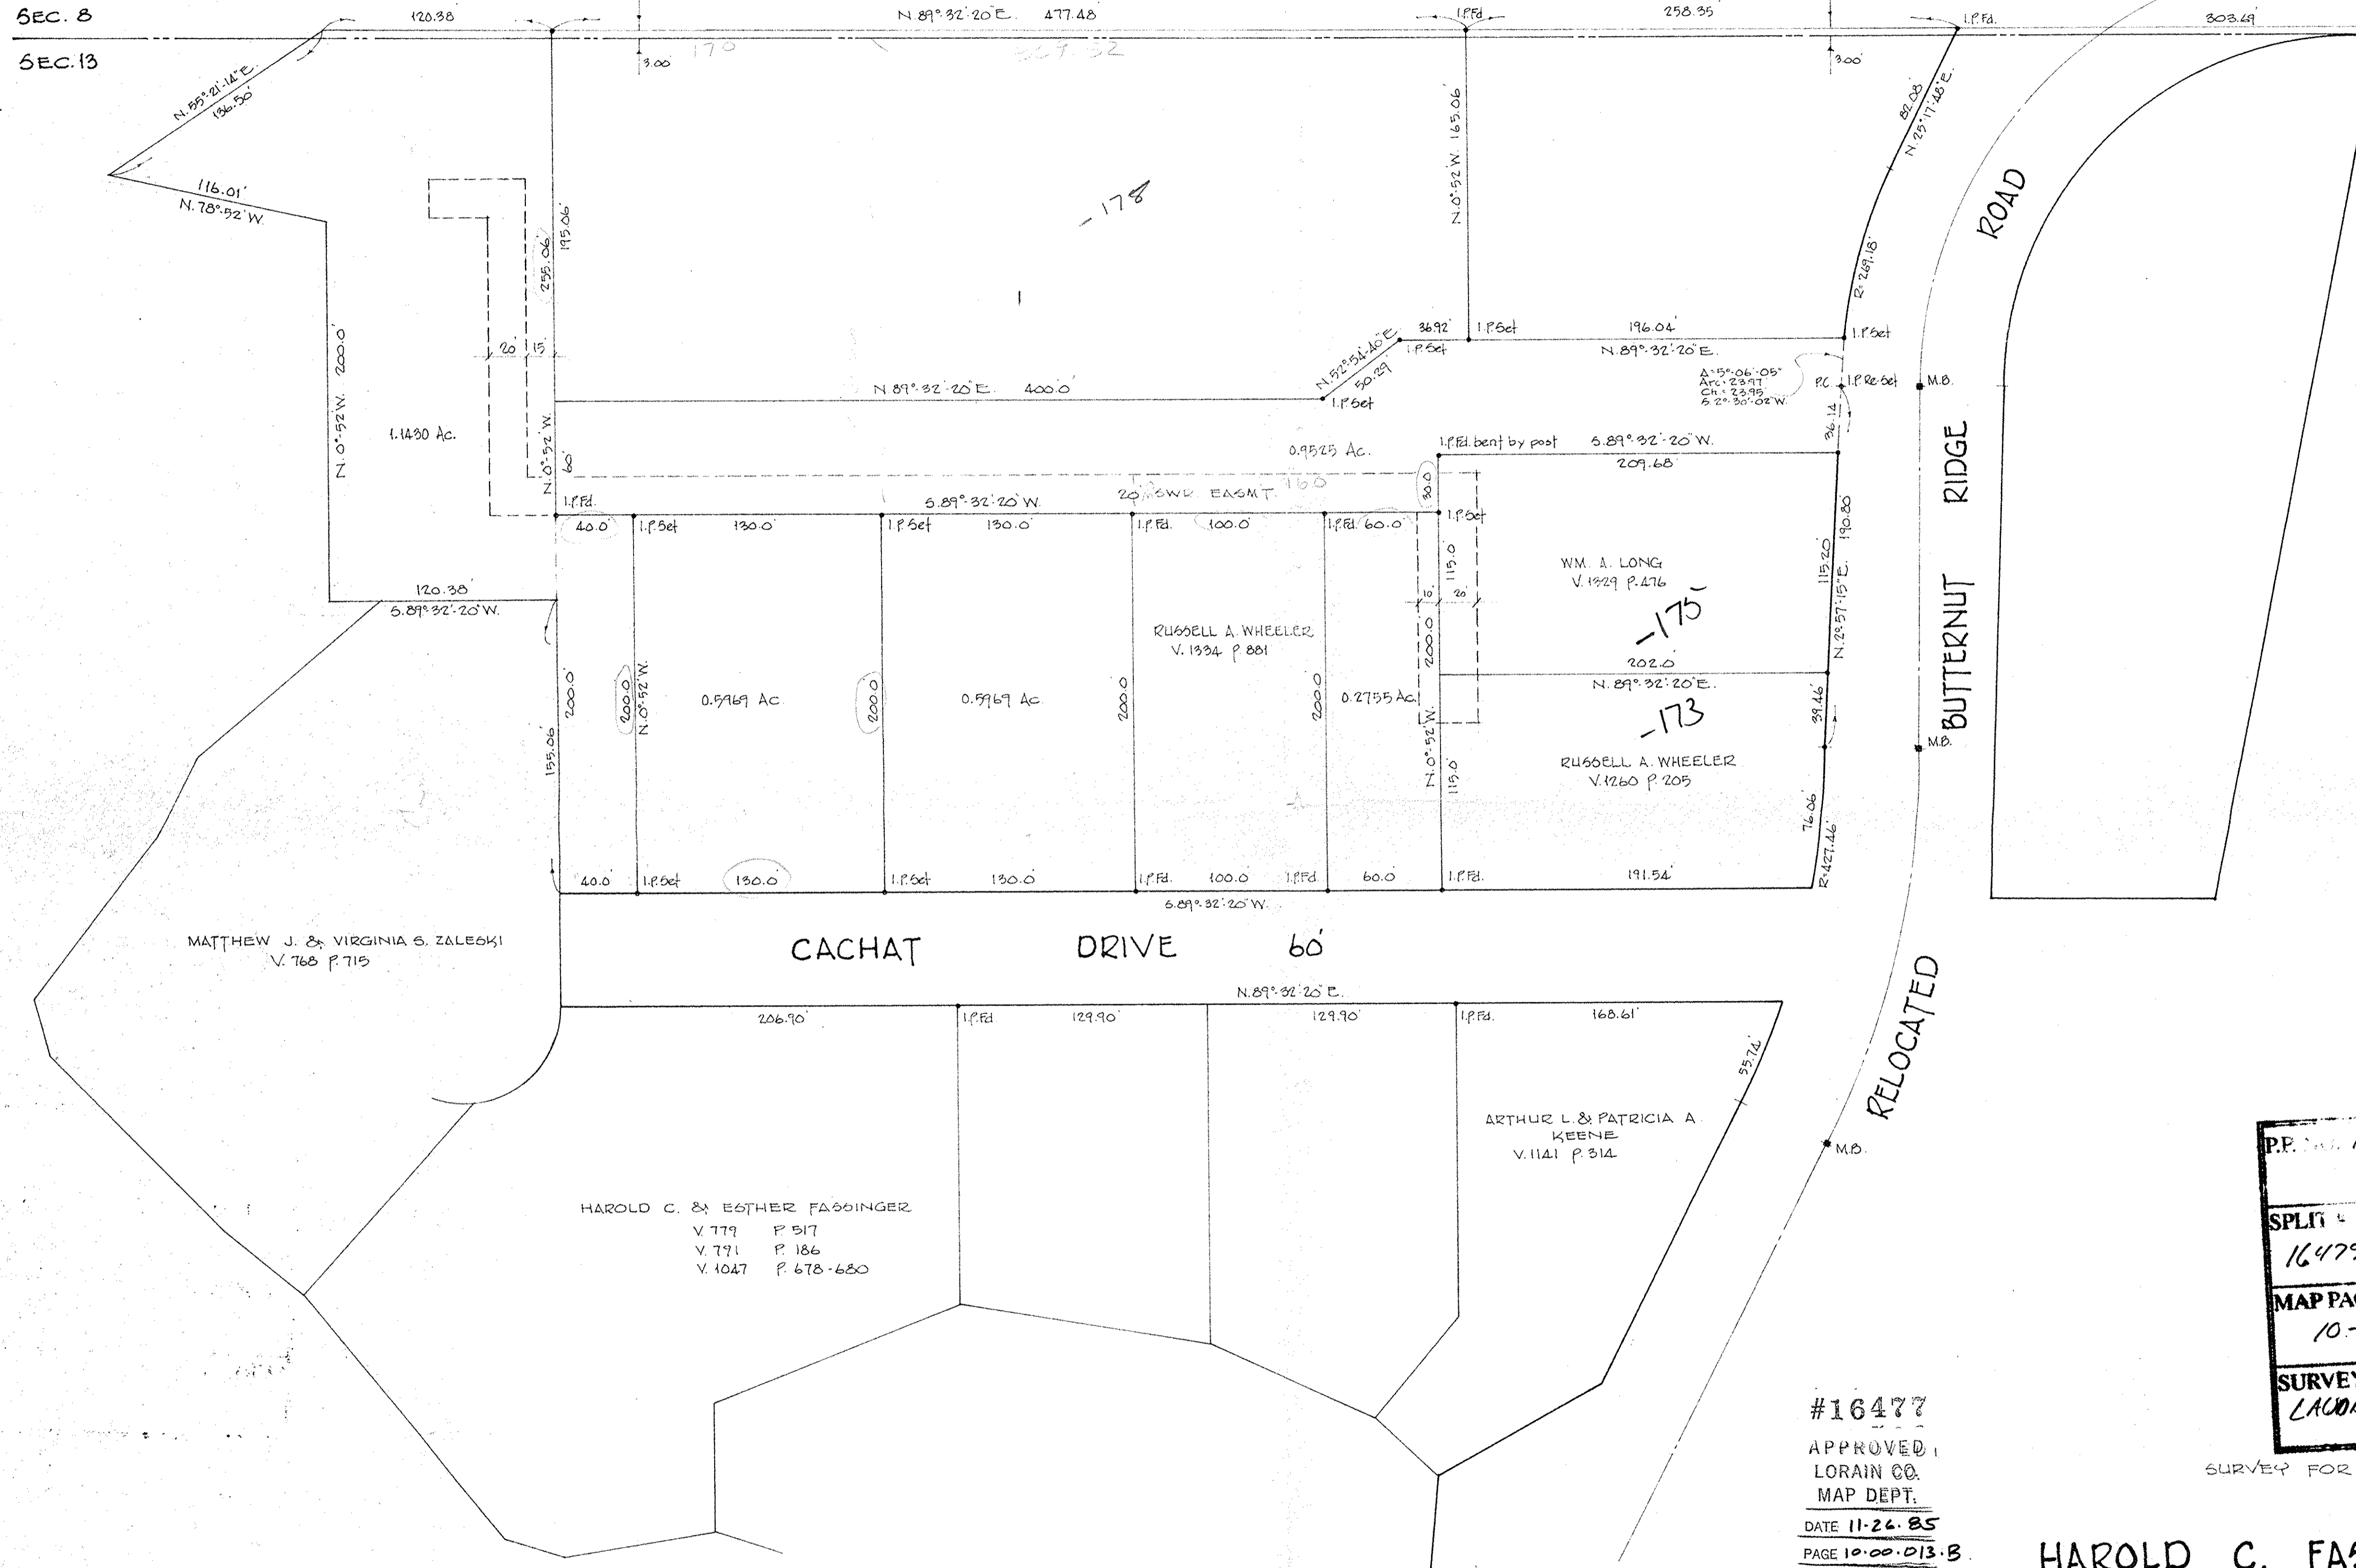 SEC. 8
SEC. 13
120.38'
N. 89°-32'-20" E. 477.48'
I.P.Fd.
258.35'
I.P.Fd.
303.69'
170
3.00'
3.00'
N. 55°-21'-14" E.
136.50'
116.01'
N. 78°-52' W.
N. 0°-52' W. 200.0'
1.1430 Ac.
20' 15'
255.06'
195.06'
N. 0°-52' W.
60'
-178
N. 0°-52' W. 165.06'
82.08'
N. 25°-17'-48" E.
R= 269.18'
ROAD
N. 89°-32'-20" E. 400.0'
N. 52°-54'-40" E.
50.29'
I.P.Set
36.92'
I.P.Set
I.P.Set
196.04'
N. 89°-32'-20" E.
I.P.Set
Δ=5°-06'-05"
Arc= 23.97'
Ch.= 23.95'
S. 2°-30'-02" W.
P.C.
I.P. Re-Set
M.B.
36.14
0.9525 Ac.
I.P.Fd. bent by post
S. 89°-32'-20" W.
209.68'
30.0'
20' SWR. EASM'T.
160
I.P.Fd.
S. 89°-32'-20" W.
40.0'
I.P.Set
130.0'
I.P.Set
130.0'
I.P.Fd.
100.0'
I.P.Fd.
60.0'
I.P.Set
WM. A. LONG
V. 1329 P. 476
-175
115.0'
115.20'
190.80'
N. 2°-57'-15" E.
10' 20'
120.38'
S. 89°-32'-20" W.
RUSSELL A. WHEELER
V. 1334 P. 881
202.0'
N. 89°-32'-20" E.
-173
RUSSELL A. WHEELER
V. 1260 P. 205
39.46'
76.06'
R= 427.46'
M.B.
BUTTERNUT RIDGE
155.06'
200.0'
200.0'
N. 0°-52' W.
0.5969 Ac.
200.0'
0.5969 Ac.
200.0'
200.0'
0.2755 Ac.
N. 0°-52' W. 200.0'
115.0'
40.0'
I.P.Set
130.0'
I.P.Set
130.0'
I.P.Fd.
100.0'
I.P.Fd.
60.0'
I.P.Fd.
191.54'
S. 89°-32'-20" W.
MATTHEW J. & VIRGINIA S. ZALESKI
V. 768 P. 715
CACHAT DRIVE 60'
N. 89°-32'-20" E.
206.90'
I.P.Fd.
129.90'
129.90'
I.P.Fd.
168.61'
55.74'
RELOCATED
M.B.
ARTHUR L. & PATRICIA A.
KEENE
V. 1141 P. 314
HAROLD C. & ESTHER FASSINGER
V. 779 P. 517
V. 791 P. 186
V. 1047 P. 678-680
P.P.
SPLIT
16479
MAP PA
10-
SURVEY
#16477
APPROVED
LORAIN CO.
MAP DEPT.
DATE 11-26-85
PAGE 10-00-013-B
SURVEY FOR
HAROLD C. FAS